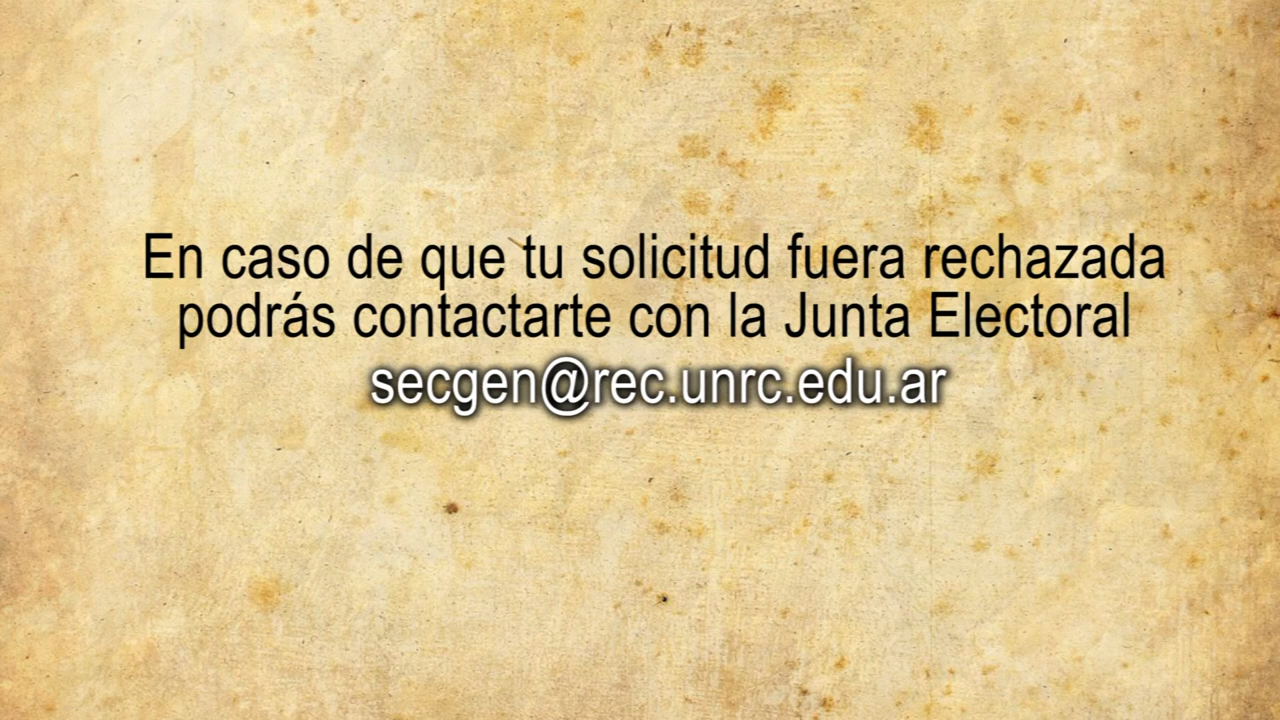 En caso de que tu solicitud fuera rechazada
podrás contactarte con la Junta Electoral
secgen@rec.unrc.edu.ar